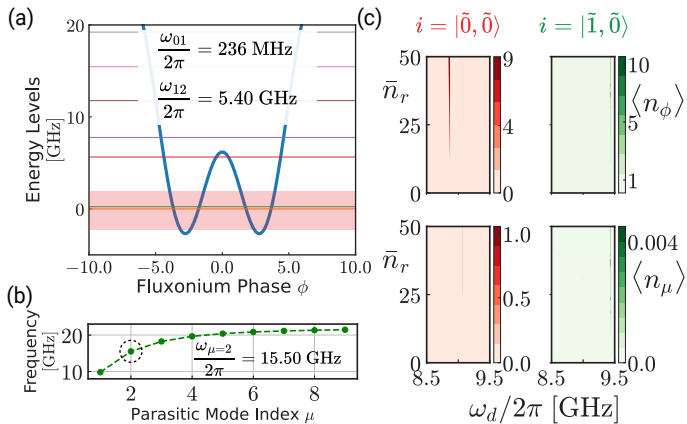 (a)
20
15
10
5
0
Energy Levels
[GHz]
ω01/2π = 236 MHz
ω12/2π = 5.40 GHz
−10.0 −5.0 0.0 5.0 10.0
Fluxonium Phase ϕ
(b)
Frequency
[GHz]
20
10
ωμ=2/2π = 15.50 GHz
2 4 6 8
Parasitic Mode Index μ
(c)
i = |0̃, 0̃⟩ i = |1̃, 0̃⟩
n̄r
50
25
0
9
4
0
10
5
1
⟨nϕ⟩
n̄r
50
25
0
1.0
0.5
0.0
0.004
0.0
⟨nμ⟩
8.5 9.5 8.5 9.5
ωd/2π [GHz]